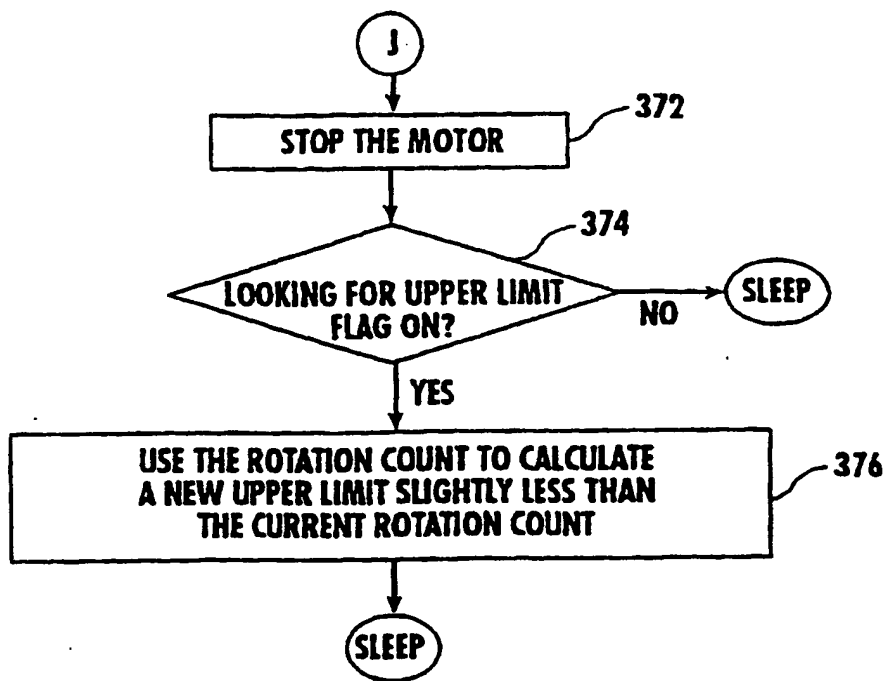 J
STOP THE MOTOR
372
374
LOOKING FOR UPPER LIMIT
FLAG ON?
NO
SLEEP
YES
USE THE ROTATION COUNT TO CALCULATE
A NEW UPPER LIMIT SLIGHTLY LESS THAN
THE CURRENT ROTATION COUNT
376
SLEEP